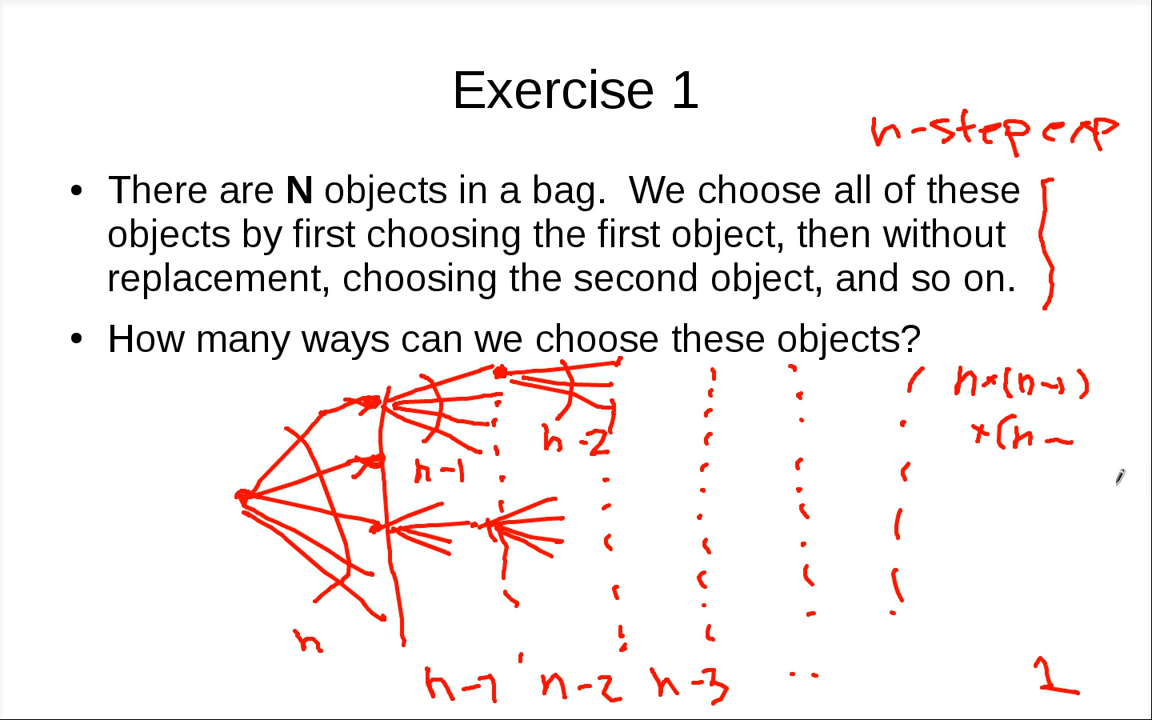 Exercise 1
n-step exp
• There are N objects in a bag. We choose all of these
objects by first choosing the first object, then without
replacement, choosing the second object, and so on.
• How many ways can we choose these objects?
n×(n-1)
×(n-
n-2
n-1
n
n-1 n-2 n-3 .. 1